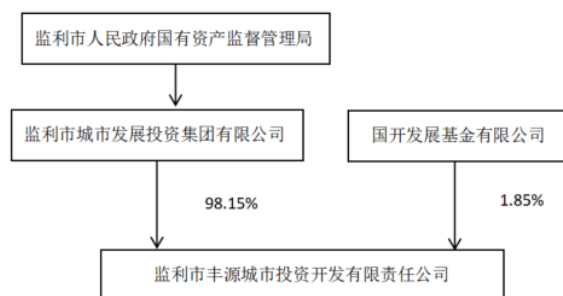 监利市人民政府国有资产监督管理局
监利市城市发展投资集团有限公司
国开发展基金有限公司
98.15%
1.85%
监利市丰源城市投资开发有限责任公司